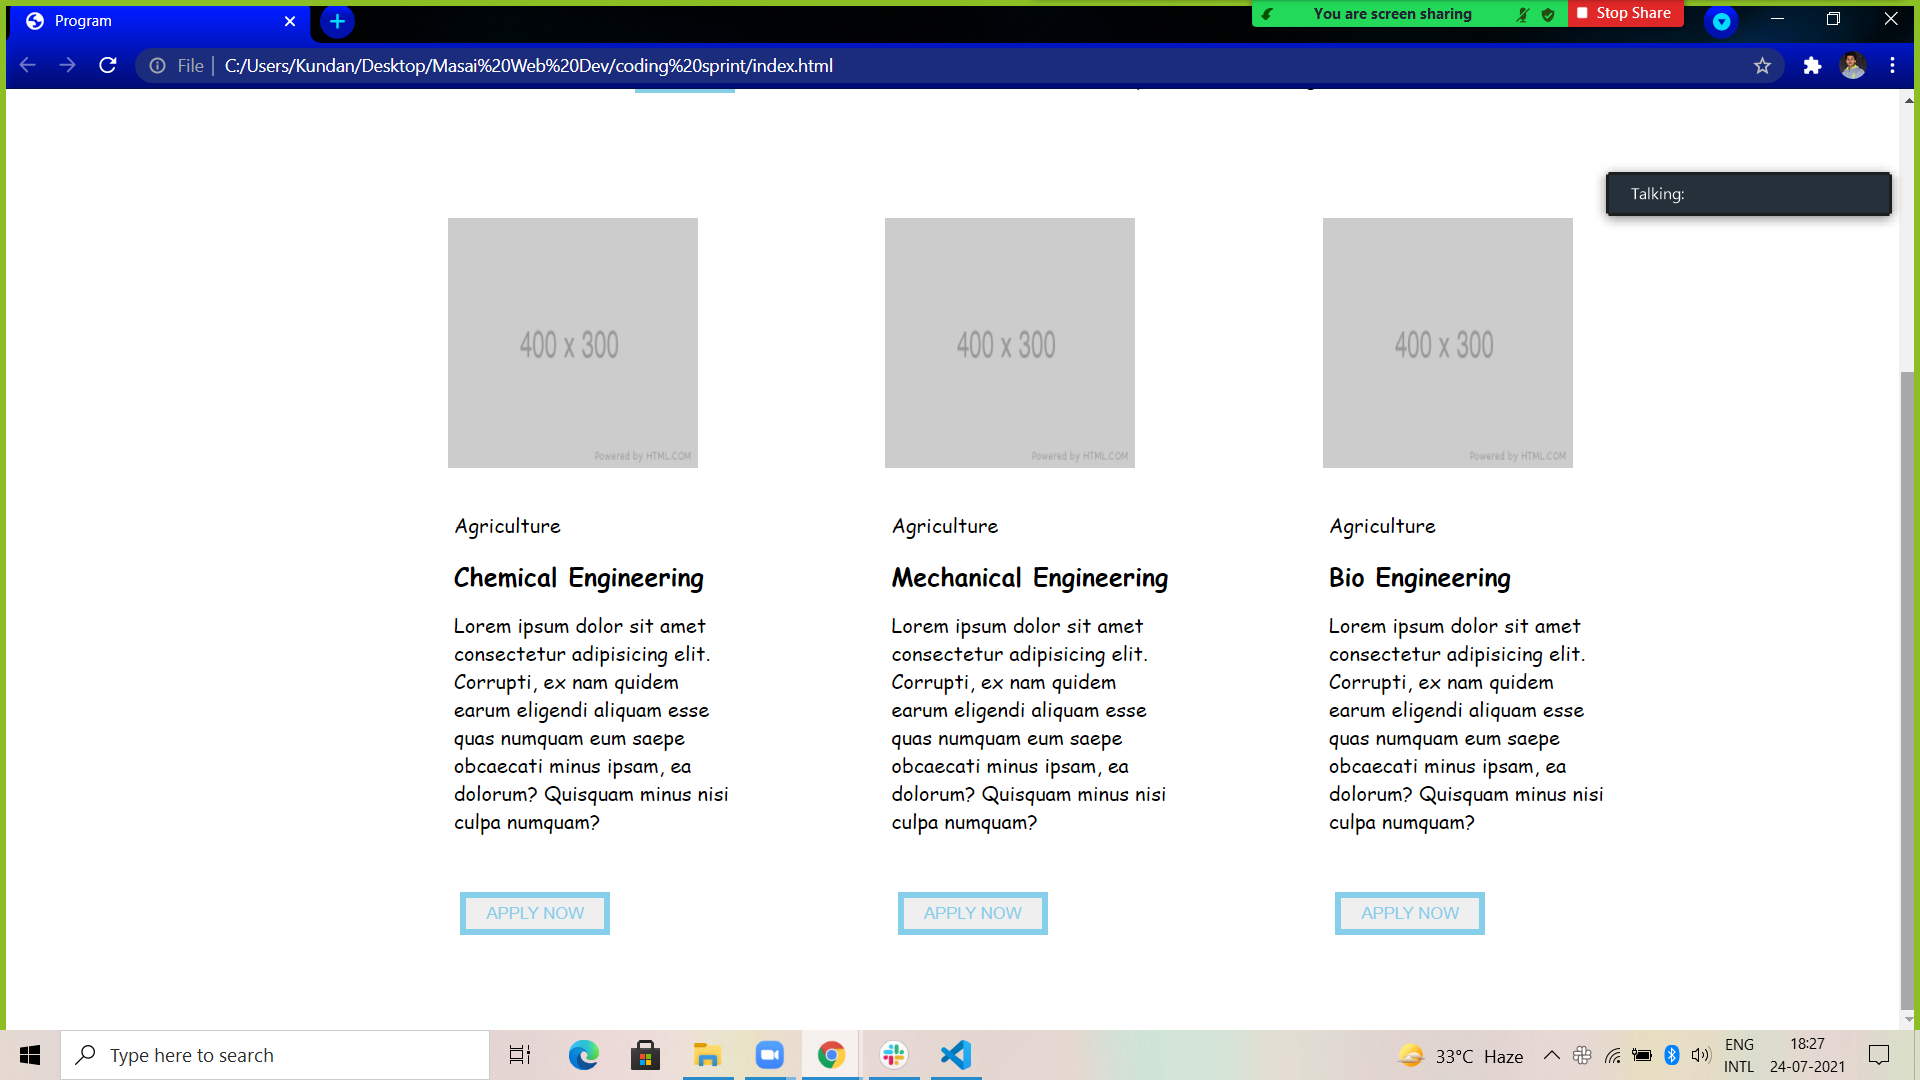 Program
You are screen sharing
Stop Share
File
C:/Users/Kundan/Desktop/Masai%20Web%20Dev/coding%20sprint/index.html
Talking:
400 x 300
Powered by HTML.COM
400 x 300
Powered by HTML.COM
400 x 300
Powered by HTML.COM
Agriculture
Chemical Engineering
Lorem ipsum dolor sit amet
consectetur adipisicing elit.
Corrupti, ex nam quidem
earum eligendi aliquam esse
quas numquam eum saepe
obcaecati minus ipsam, ea
dolorum? Quisquam minus nisi
culpa numquam?
APPLY NOW
Agriculture
Mechanical Engineering
Lorem ipsum dolor sit amet
consectetur adipisicing elit.
Corrupti, ex nam quidem
earum eligendi aliquam esse
quas numquam eum saepe
obcaecati minus ipsam, ea
dolorum? Quisquam minus nisi
culpa numquam?
APPLY NOW
Agriculture
Bio Engineering
Lorem ipsum dolor sit amet
consectetur adipisicing elit.
Corrupti, ex nam quidem
earum eligendi aliquam esse
quas numquam eum saepe
obcaecati minus ipsam, ea
dolorum? Quisquam minus nisi
culpa numquam?
APPLY NOW
Type here to search
33°C Haze
ENG
INTL
18:27
24-07-2021